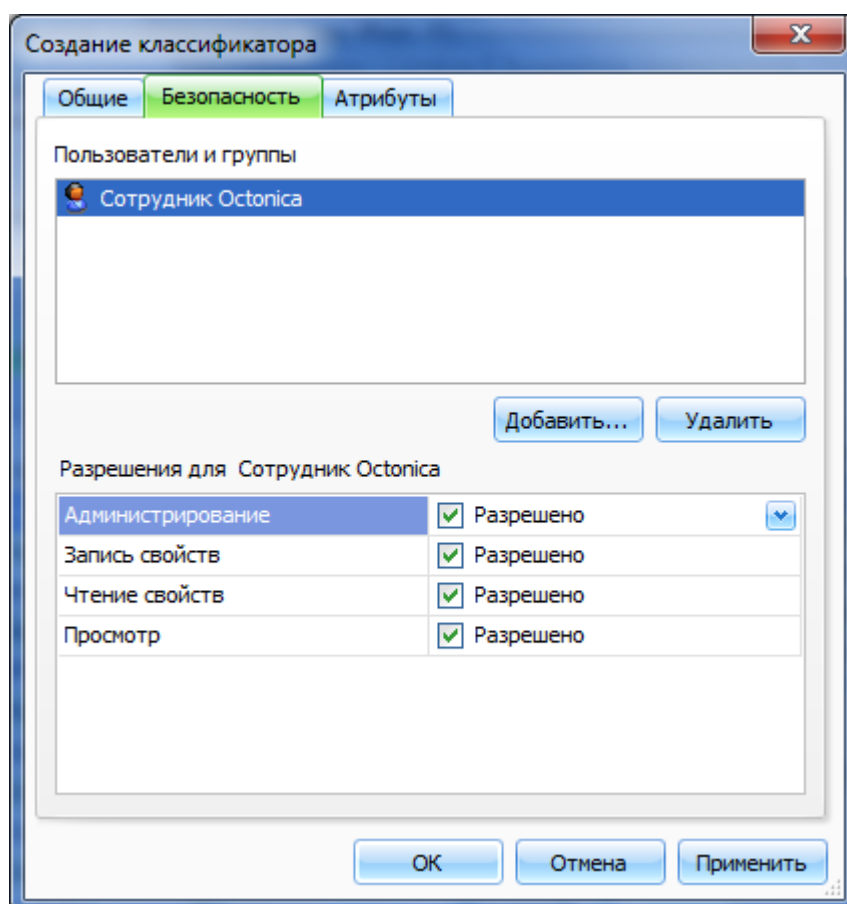 Создание классификатора
Общие Безопасность Атрибуты
Пользователи и группы
Сотрудник Octonica
Добавить... Удалить
Разрешения для Сотрудник Octonica
Администрирование Разрешено
Запись свойств Разрешено
Чтение свойств Разрешено
Просмотр Разрешено
ОК Отмена Применить